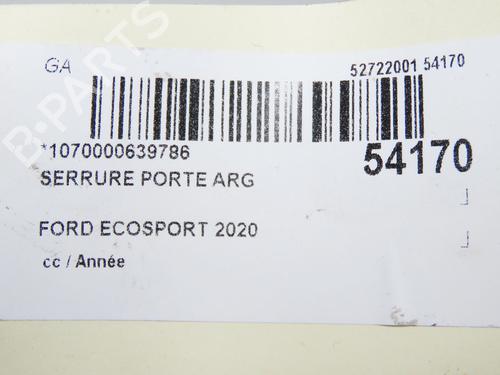 GA
52722001 54170
*1070000639786
54170
SERRURE PORTE ARG
FORD ECOSPORT 2020
cc / Année
B-PARTS